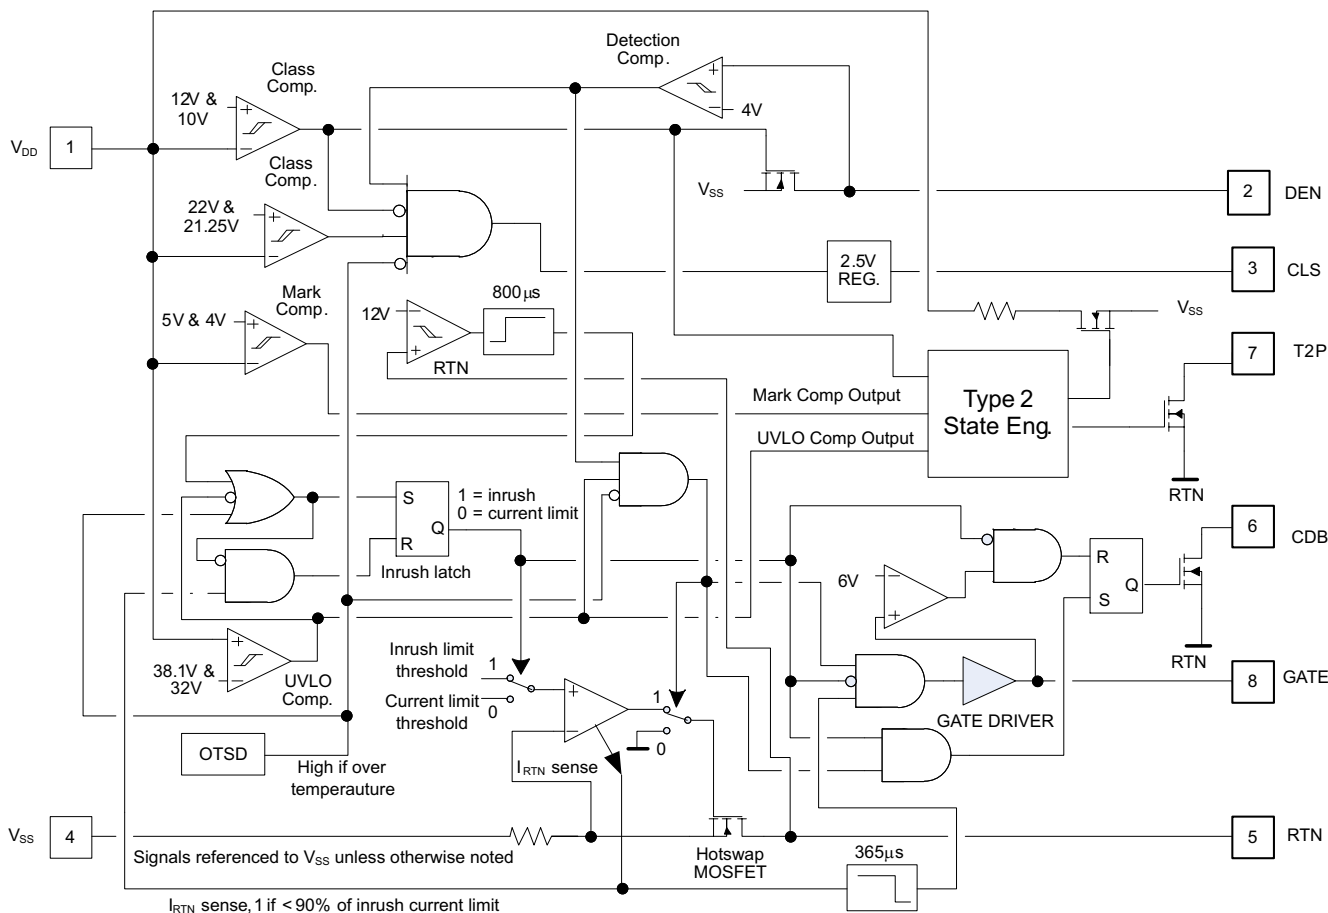 Detection
Comp.
Class
Comp.
12V &
10V
+
−
+
−
4V
V_DD
1
Class
Comp.
V_SS
2
DEN
22V &
21.25V
+
−
2.5V
REG.
3
CLS
Mark
Comp.
800µs
12V
−
+
RTN
5V & 4V
+
−
V_SS
7
T2P
Mark Comp Output
Type 2
State Eng.
UVLO Comp Output
RTN
S
R
Q
1 = inrush
0 = current limit
Inrush latch
6
CDB
6V
−
+
R
S
Q
RTN
+
−
38.1V &
32V
UVLO
Comp.
Inrush limit
threshold
1
Current limit
threshold
0
+
−
1
0
GATE DRIVER
8
GATE
OTSD
High if over
temperauture
I_RTN sense
V_SS
4
Signals referenced to V_SS unless otherwise noted
Hotswap
MOSFET
365µs
5
RTN
I_RTN sense,1 if < 90% of inrush current limit